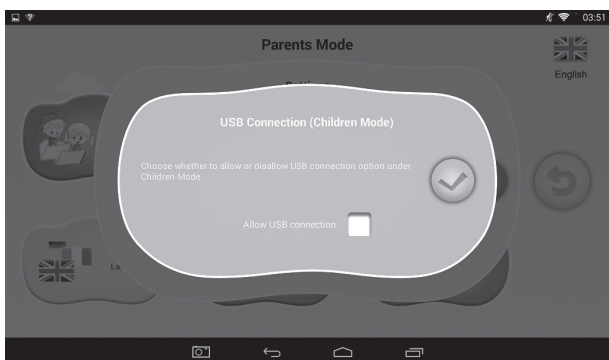 03:51
Parents Mode
English
USB Connection (Children Mode)
Choose whether to allow or disallow USB connection option under
Children Mode.
Allow USB connection